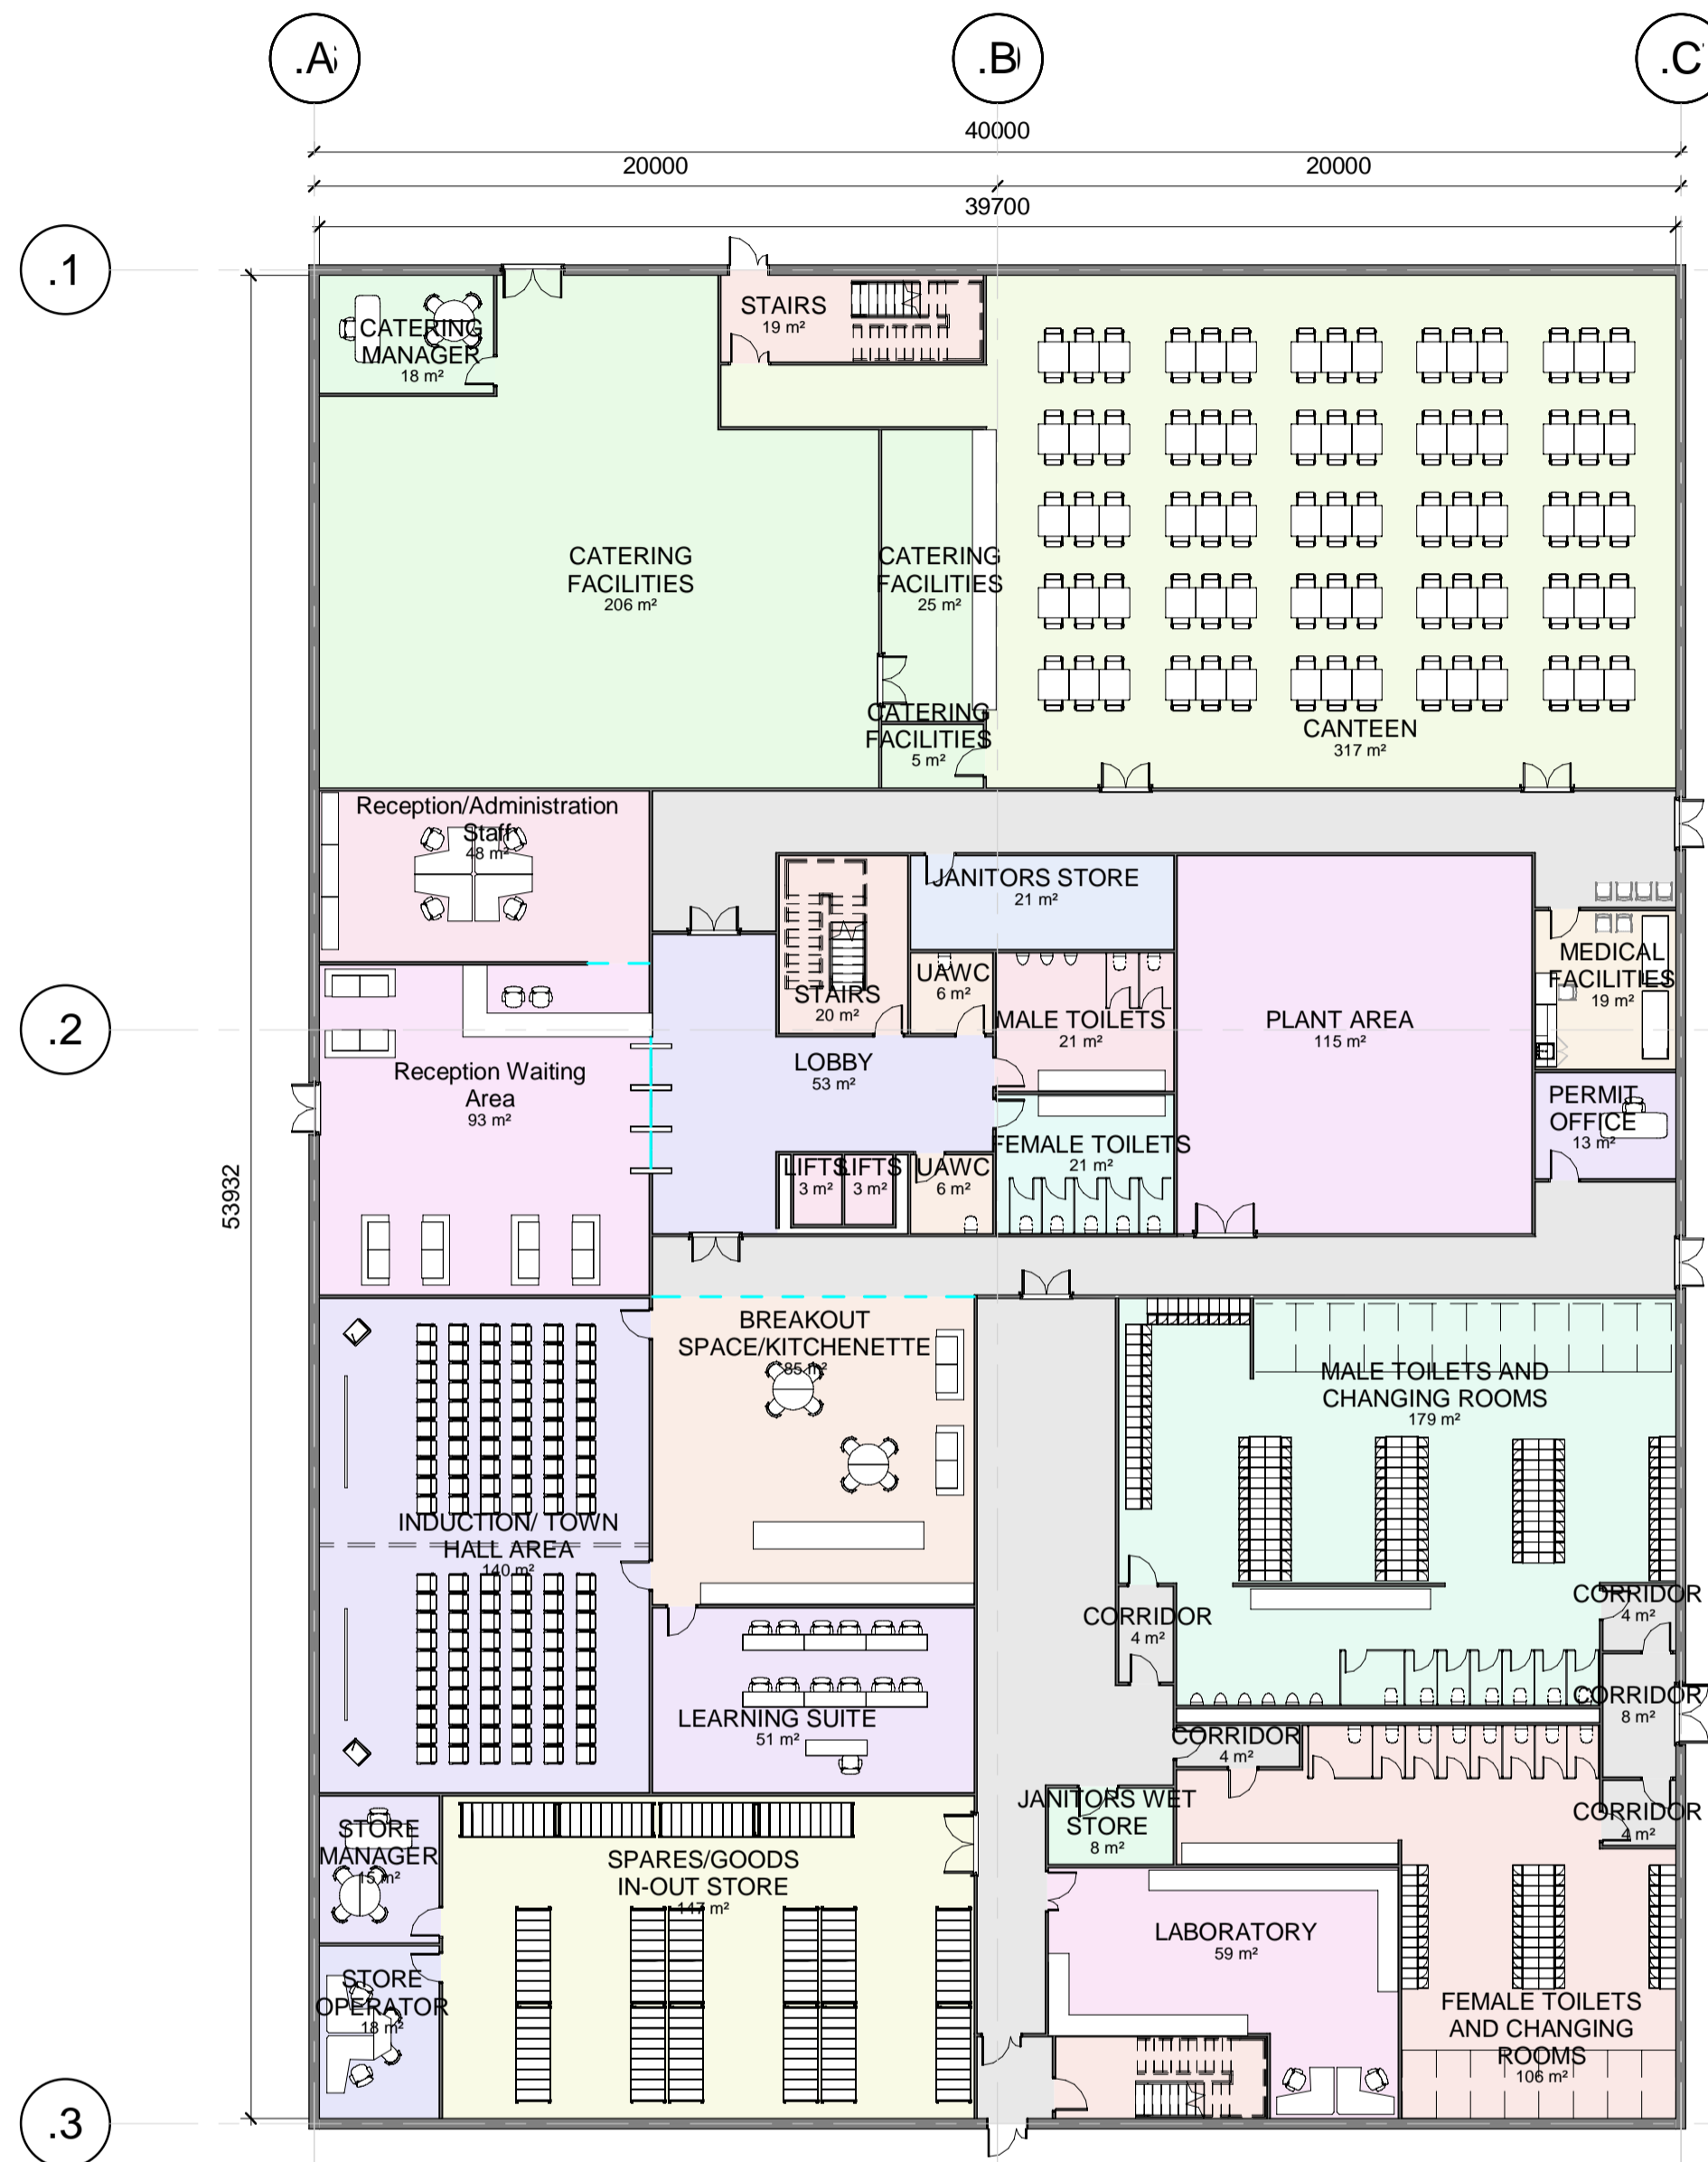 .A
.B
.C
40000
20000
20000
39700
.1
STAIRS
19 m²
CATERING
MANAGER
18 m²
CATERING
FACILITIES
206 m²
CATERING
FACILITIES
25 m²
CATERING
FACILITIES
5 m²
CANTEEN
317 m²
Reception/Administration
Staff
48 m²
JANITORS STORE
21 m²
MEDICAL
FACILITIES
19 m²
UAWC
6 m²
STAIRS
20 m²
.2
MALE TOILETS
21 m²
PLANT AREA
115 m²
LOBBY
53 m²
Reception Waiting
Area
93 m²
PERMIT
OFFICE
13 m²
FEMALE TOILETS
21 m²
LIFTS
3 m²
LIFTS
3 m²
UAWC
6 m²
53932
BREAKOUT
SPACE/KITCHENETTE
85 m²
MALE TOILETS AND
CHANGING ROOMS
179 m²
INDUCTION/ TOWN
HALL AREA
140 m²
CORRIDOR
4 m²
CORRIDOR
4 m²
LEARNING SUITE
51 m²
CORRIDOR
8 m²
CORRIDOR
4 m²
JANITORS WET
STORE
8 m²
CORRIDOR
4 m²
STORE
MANAGER
15 m²
SPARES/GOODS
IN-OUT STORE
147 m²
LABORATORY
59 m²
STORE
OPERATOR
18 m²
FEMALE TOILETS
AND CHANGING
ROOMS
106 m²
.3